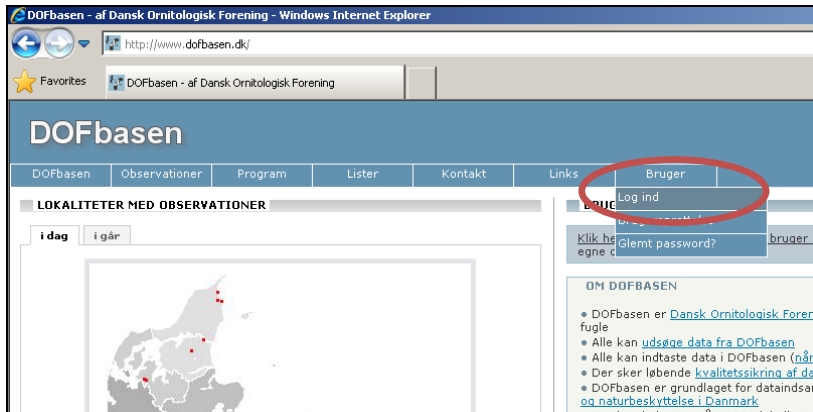 DOFbasen - af Dansk Ornitologisk Forening - Windows Internet Explorer
http://www.dofbasen.dk/
Favorites
DOFbasen - af Dansk Ornitologisk Forening
DOFbasen
DOFbasen Observationer Program Lister Kontakt Links Bruger
Log ind
Glemt password?
LOKALITETER MED OBSERVATIONER
i dag i går
Klik bruger
egne
OM DOFBASEN
• DOFbasen er Dansk Ornitologisk
fugle
• Alle kan udsøge data fra DOFbasen
• Alle kan indtaste data i DOFbasen
• Der sker løbende kvalitetssikring af
• DOFbasen er grundlaget for
og naturbeskyttelse i Danmark